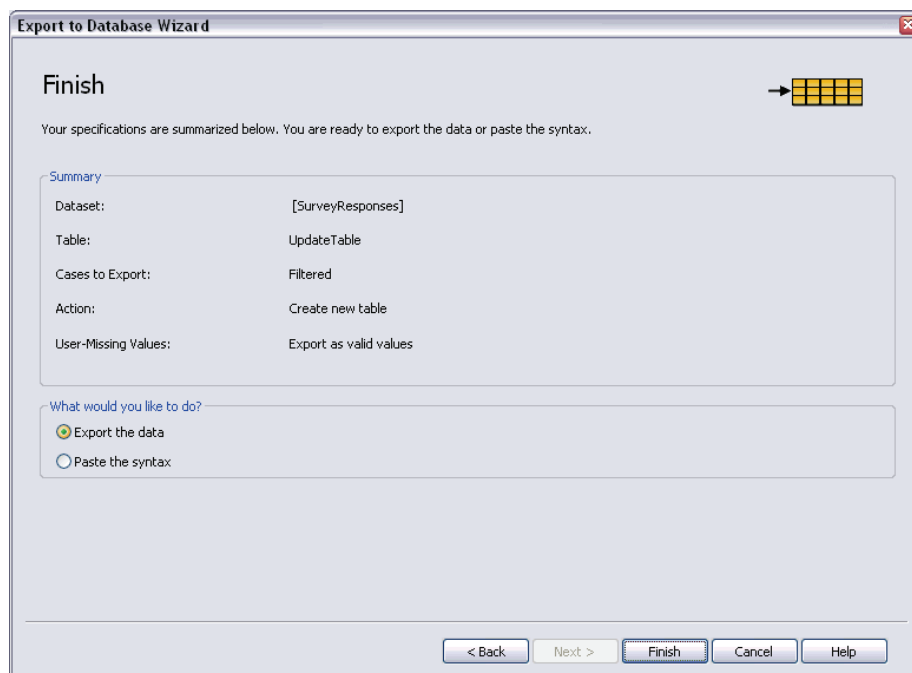 Export to Database Wizard
Finish
Your specifications are summarized below. You are ready to export the data or paste the syntax.
Summary
Dataset: [SurveyResponses]
Table: UpdateTable
Cases to Export: Filtered
Action: Create new table
User-Missing Values: Export as valid values
What would you like to do?
Export the data
Paste the syntax
< Back Next > Finish Cancel Help